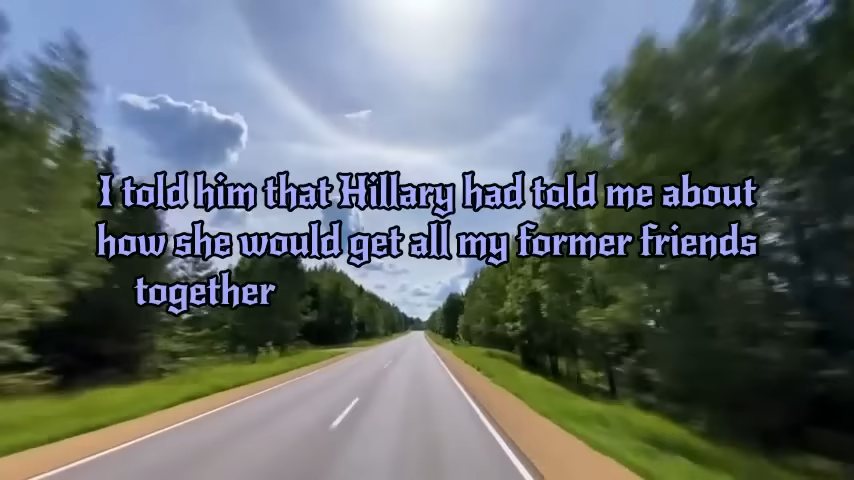 I told him that Hillary had told me about
how she would get all my former friends
together